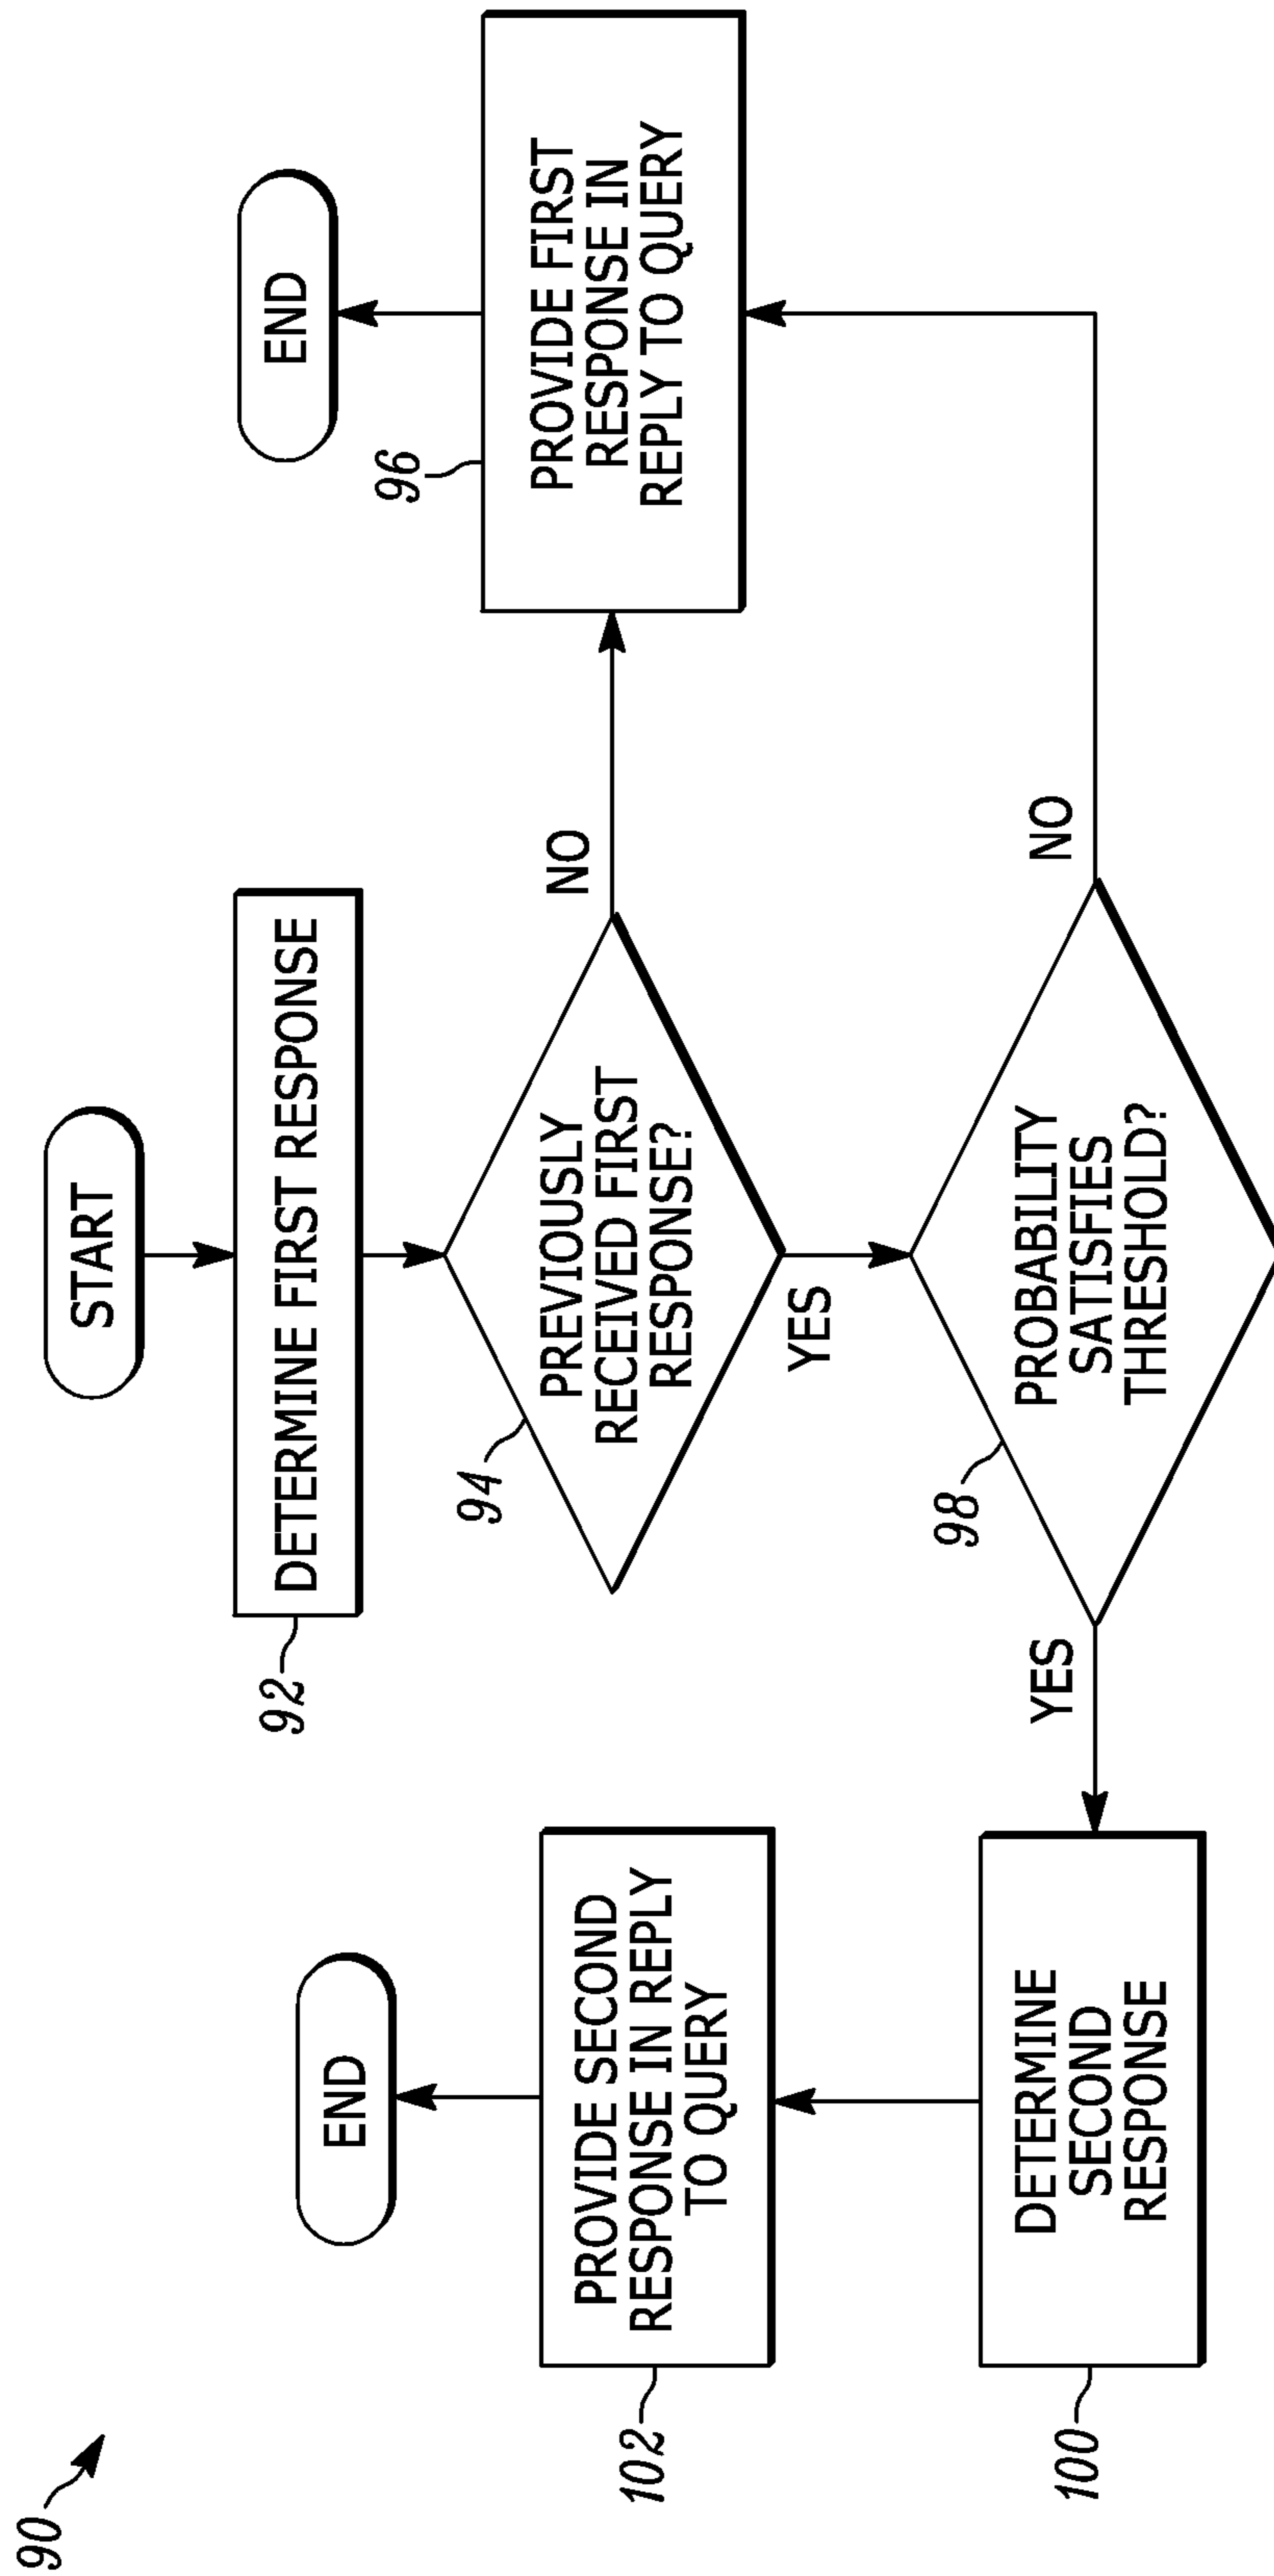 90
START
92
DETERMINE FIRST RESPONSE
94
PREVIOUSLY
RECEIVED FIRST
RESPONSE?
NO
YES
END
96
PROVIDE FIRST
RESPONSE IN
REPLY TO QUERY
98
PROBABILITY
SATISFIES
THRESHOLD?
NO
YES
100
DETERMINE
SECOND
RESPONSE
102
PROVIDE SECOND
RESPONSE IN REPLY
TO QUERY
END